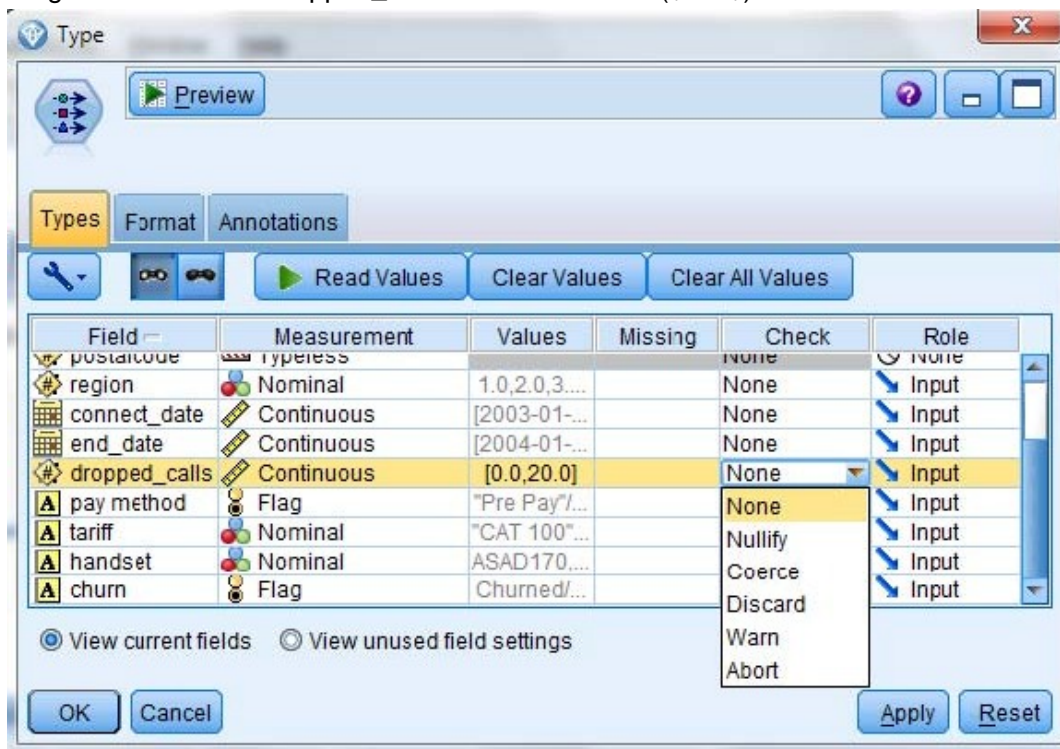 Type
Preview
Types Format Annotations
Read Values Clear Values Clear All Values
Field Measurement Values Missing Check Role
postalcode Typeless None None
region Nominal 1.0,2.0,3.... None Input
connect_date Continuous [2003-01-... None Input
end_date Continuous [2004-01-... None Input
dropped_calls Continuous [0.0,20.0] None Input
A pay method Flag "Pre Pay"/... None Input
A tariff Nominal "CAT 100"... Nullify Input
A handset Nominal ASAD170,... Coerce Input
A churn Flag Churned/... Discard Input
View current fields View unused field settings Warn
Abort
OK Cancel Apply Reset